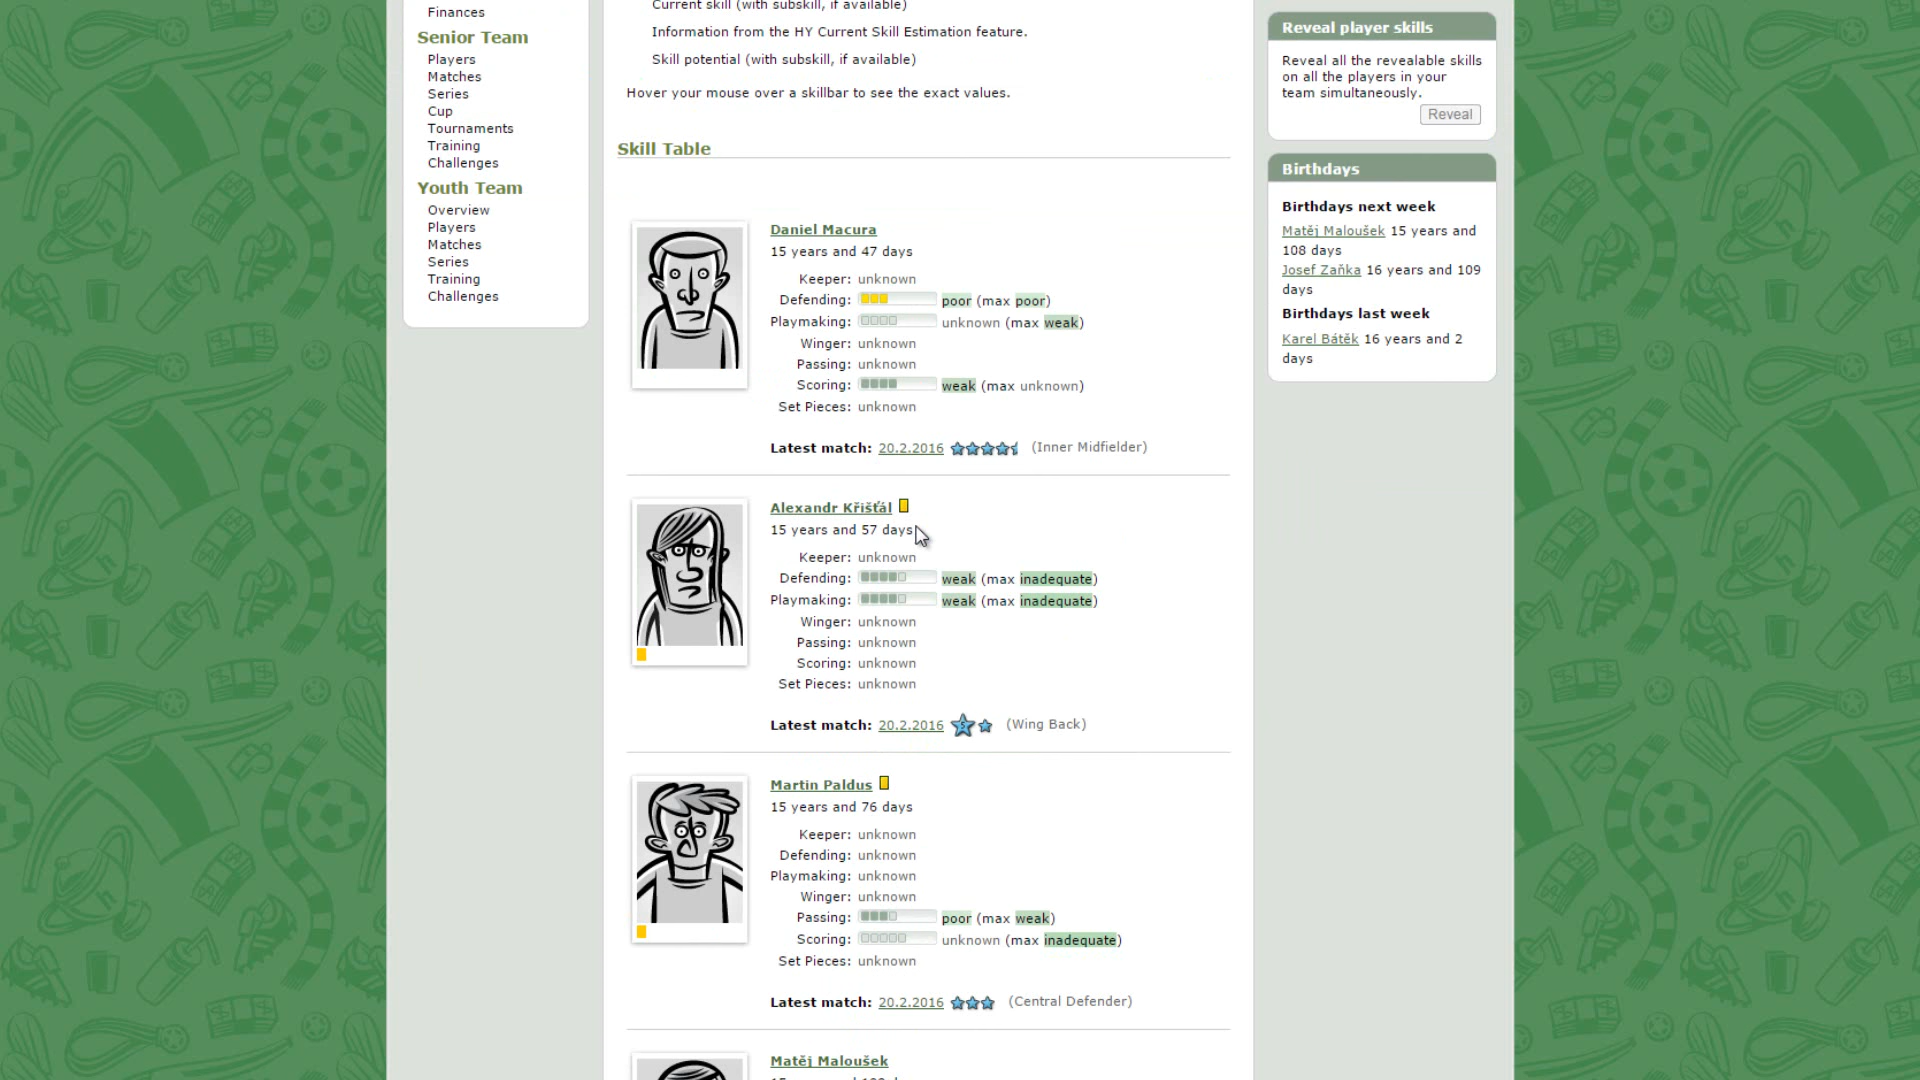 Finances
Senior Team
Players
Matches
Series
Cup
Tournaments
Training
Challenges
Youth Team
Overview
Players
Matches
Series
Training
Challenges
Current skill (with subskill, if available)
Information from the HY Current Skill Estimation feature.
Skill potential (with subskill, if available)
Hover your mouse over a skillbar to see the exact values.
Skill Table
Daniel Macura
15 years and 47 days
Keeper: unknown
Defending: poor (max poor)
Playmaking: unknown (max weak)
Winger: unknown
Passing: unknown
Scoring: weak (max unknown)
Set Pieces: unknown
Latest match: 20.2.2016 (Inner Midfielder)
Alexandr Křišťál
15 years and 57 days
Keeper: unknown
Defending: weak (max inadequate)
Playmaking: weak (max inadequate)
Winger: unknown
Passing: unknown
Scoring: unknown
Set Pieces: unknown
Latest match: 20.2.2016 5 (Wing Back)
Martin Paldus
15 years and 76 days
Keeper: unknown
Defending: unknown
Playmaking: unknown
Winger: unknown
Passing: poor (max weak)
Scoring: unknown (max inadequate)
Set Pieces: unknown
Latest match: 20.2.2016 (Central Defender)
Matěj Maloušek
Reveal player skills
Reveal all the revealable skills
on all the players in your
team simultaneously.
Reveal
Birthdays
Birthdays next week
Matěj Maloušek 15 years and
108 days
Josef Zaňka 16 years and 109
days
Birthdays last week
Karel Bátěk 16 years and 2
days